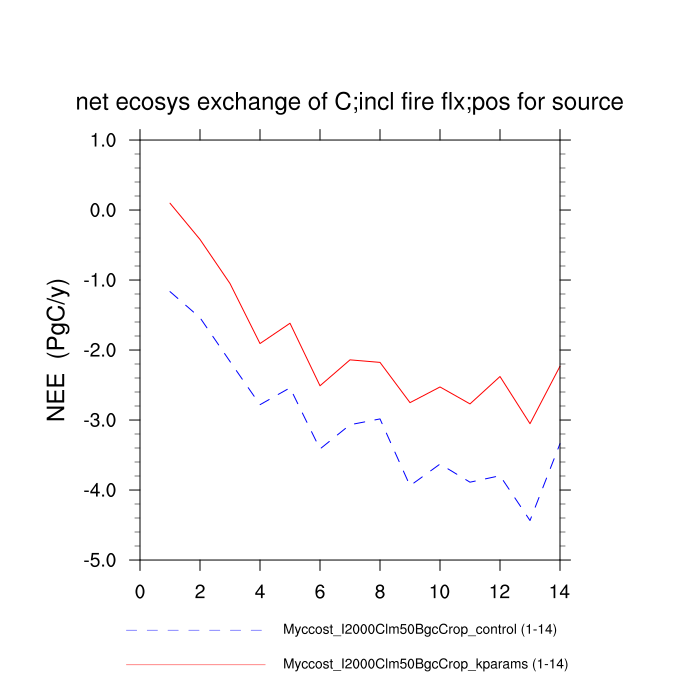 net ecosys exchange of C;incl fire flx;pos for source
NEE  (PgC/y)
1.0
0.0
-1.0
-2.0
-3.0
-4.0
-5.0
0 2 4 6 8 10 12 14
Myccost_I2000Clm50BgcCrop_control (1-14)
Myccost_I2000Clm50BgcCrop_kparams (1-14)